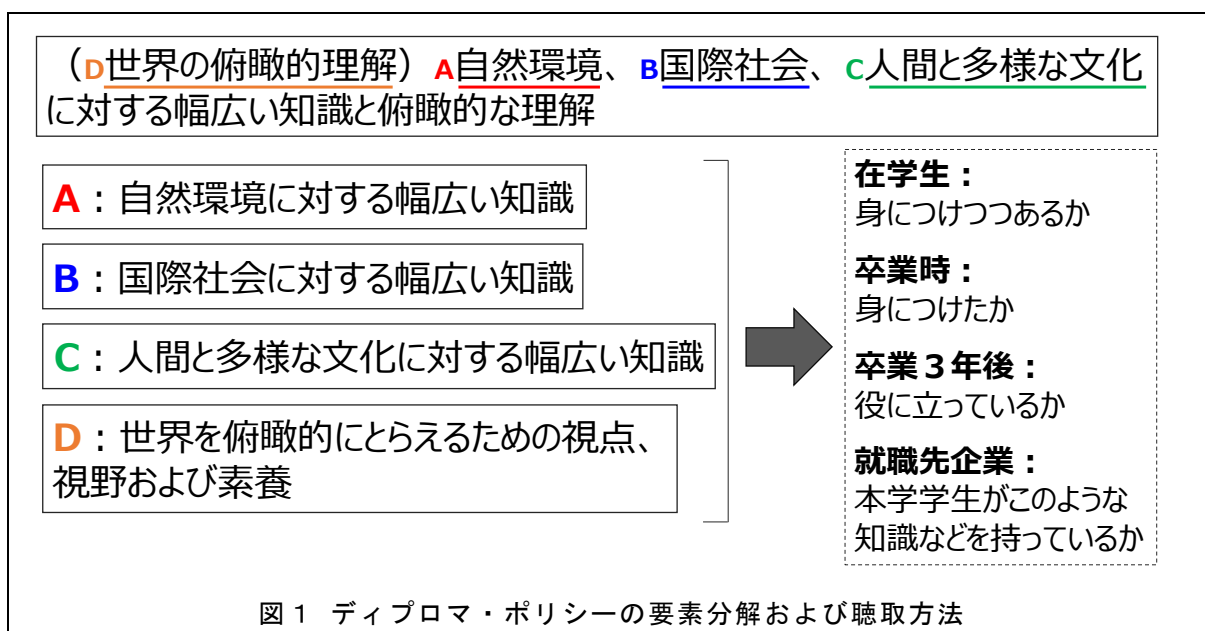 （D世界の俯瞰的理解）A自然環境、B国際社会、C人間と多様な文化
に対する幅広い知識と俯瞰的な理解
A：自然環境に対する幅広い知識
B：国際社会に対する幅広い知識
C：人間と多様な文化に対する幅広い知識
D：世界を俯瞰的にとらえるための視点、
視野および素養
在学生：
身につけつつあるか
卒業時：
身につけたか
卒業３年後：
役に立っているか
就職先企業：
本学学生がこのような
知識などを持っているか
図１ ディプロマ・ポリシーの要素分解および聴取方法